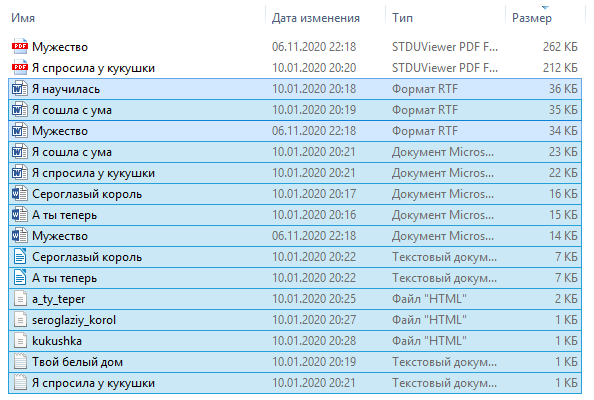 Имя Дата изменения Тип Размер
PDF Мужество 06.11.2020 22:18 STDUViewer PDF F... 262 КБ
PDF Я спросила у кукушки 10.01.2020 20:20 STDUViewer PDF F... 212 КБ
W Я научилась 10.01.2020 20:18 Формат RTF 36 КБ
W Я сошла с ума 10.01.2020 20:19 Формат RTF 35 КБ
W Мужество 06.11.2020 22:18 Формат RTF 34 КБ
W Я сошла с ума 10.01.2020 20:21 Документ Micros... 23 КБ
W Я спросила у кукушки 10.01.2020 20:21 Документ Micros... 22 КБ
W Сероглазый король 10.01.2020 20:17 Документ Micros... 16 КБ
W А ты теперь 10.01.2020 20:16 Документ Micros... 15 КБ
W Мужество 06.11.2020 22:18 Документ Micros... 14 КБ
Сероглазый король 10.01.2020 20:22 Текстовый докум... 7 КБ
А ты теперь 10.01.2020 20:22 Текстовый докум... 7 КБ
a_ty_teper 10.01.2020 20:25 Файл "HTML" 2 КБ
seroglaziy_korol 10.01.2020 20:27 Файл "HTML" 1 КБ
kukushka 10.01.2020 20:28 Файл "HTML" 1 КБ
Твой белый дом 10.01.2020 20:19 Текстовый докум... 1 КБ
Я спросила у кукушки 10.01.2020 20:21 Текстовый докум... 1 КБ